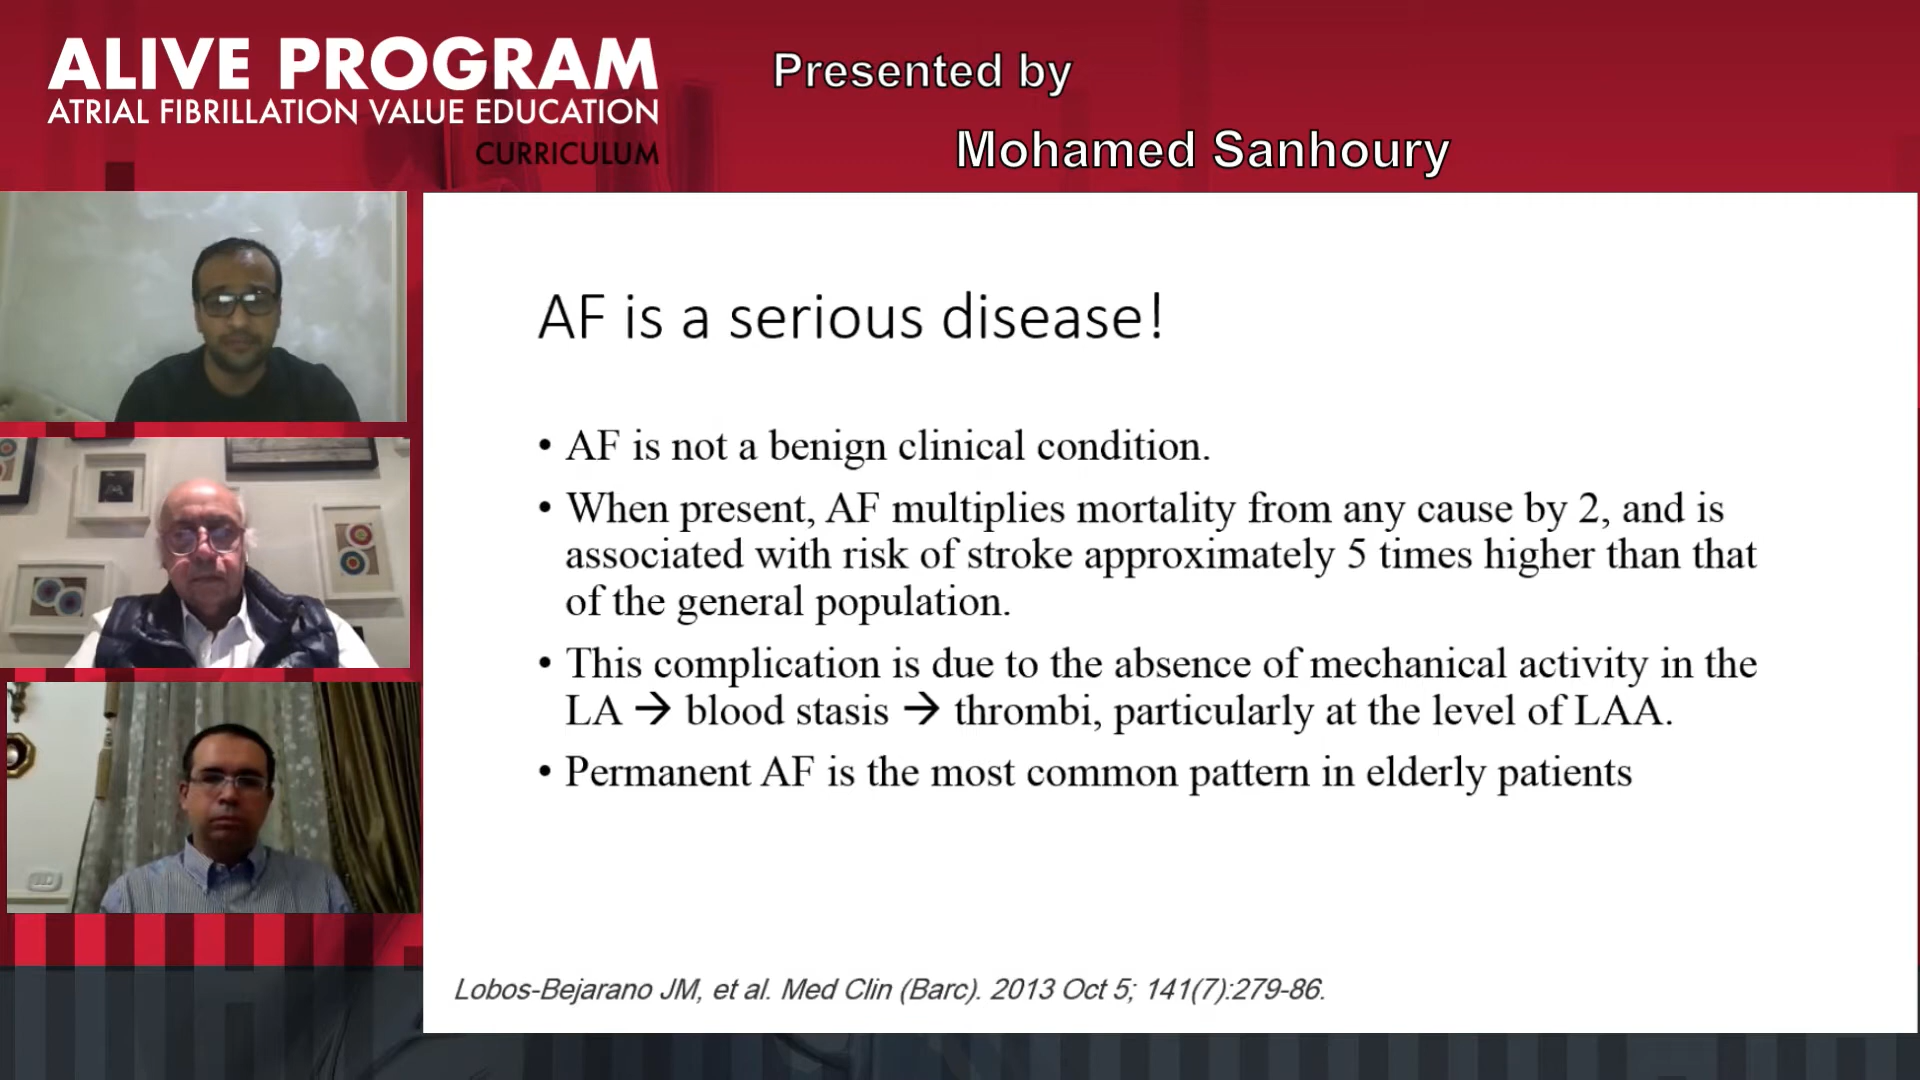 ALIVE PROGRAM
ATRIAL FIBRILLATION VALUE EDUCATION
CURRICULUM
Presented by
Mohamed Sanhoury
AF is a serious disease!
• AF is not a benign clinical condition.
• When present, AF multiplies mortality from any cause by 2, and is
associated with risk of stroke approximately 5 times higher than that
of the general population.
• This complication is due to the absence of mechanical activity in the
LA → blood stasis → thrombi, particularly at the level of LAA.
• Permanent AF is the most common pattern in elderly patients
Lobos-Bejarano JM, et al. Med Clin (Barc). 2013 Oct 5; 141(7):279-86.